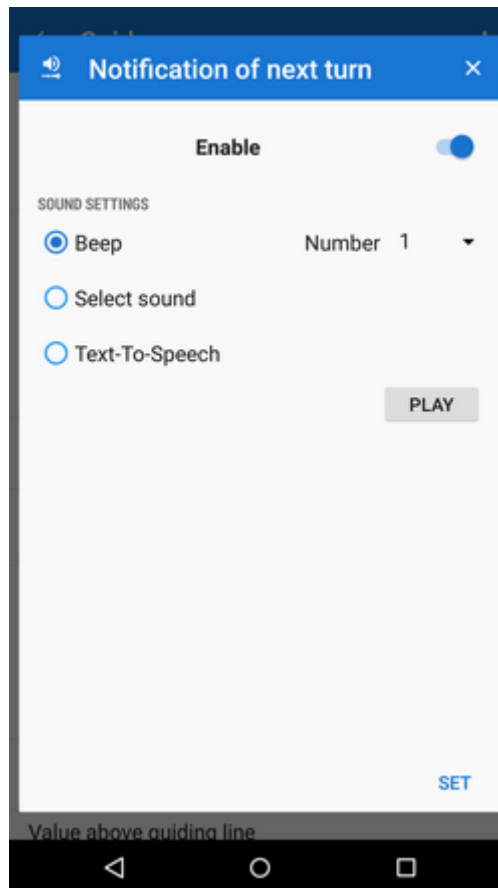 Notification of next turn
Enable
SOUND SETTINGS
Beep Number 1
Select sound
Text-To-Speech
PLAY
SET
Value above guiding line